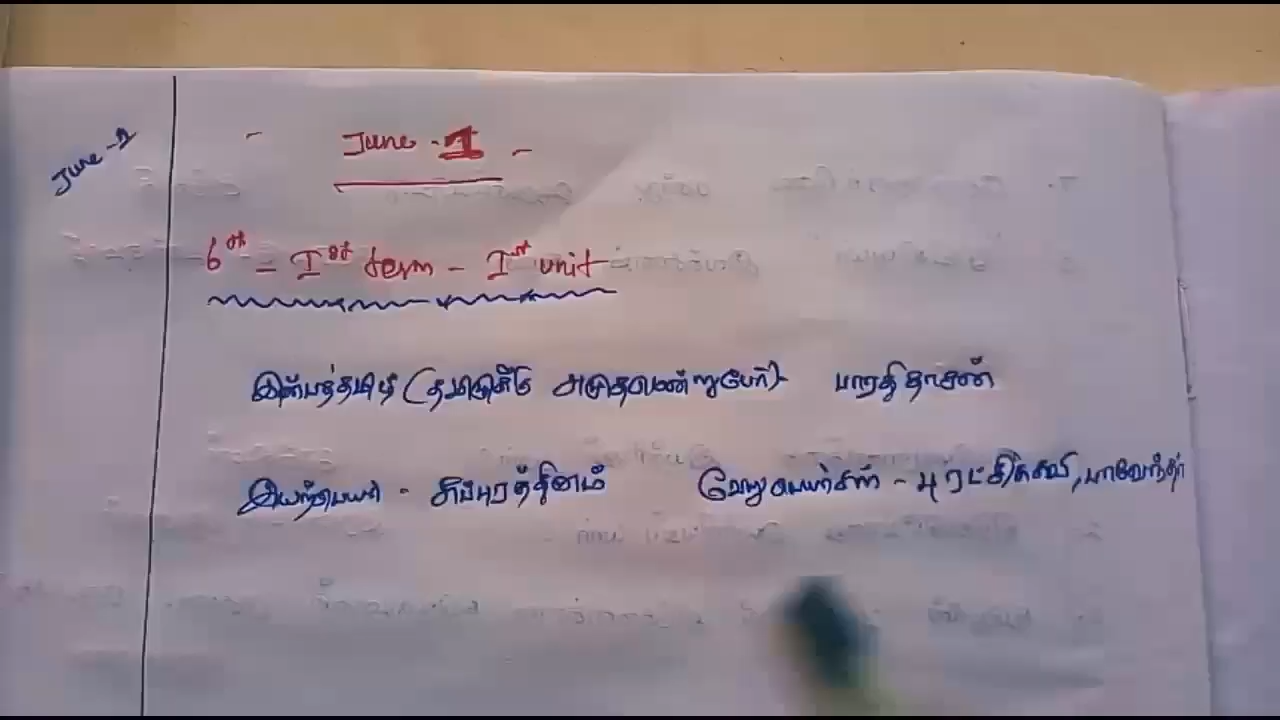 June - 1
June - 1
6th - Ist term - Ist unit
இன்பத்தமிழ் (தமிழுக்கு அமுதென்றுபேர்) பாரதிதாசன்
இயற்பெயர் - சுப்புரத்தினம் வேறுபெயர்கள் - புரட்சிக்கவி, பாவேந்தர்